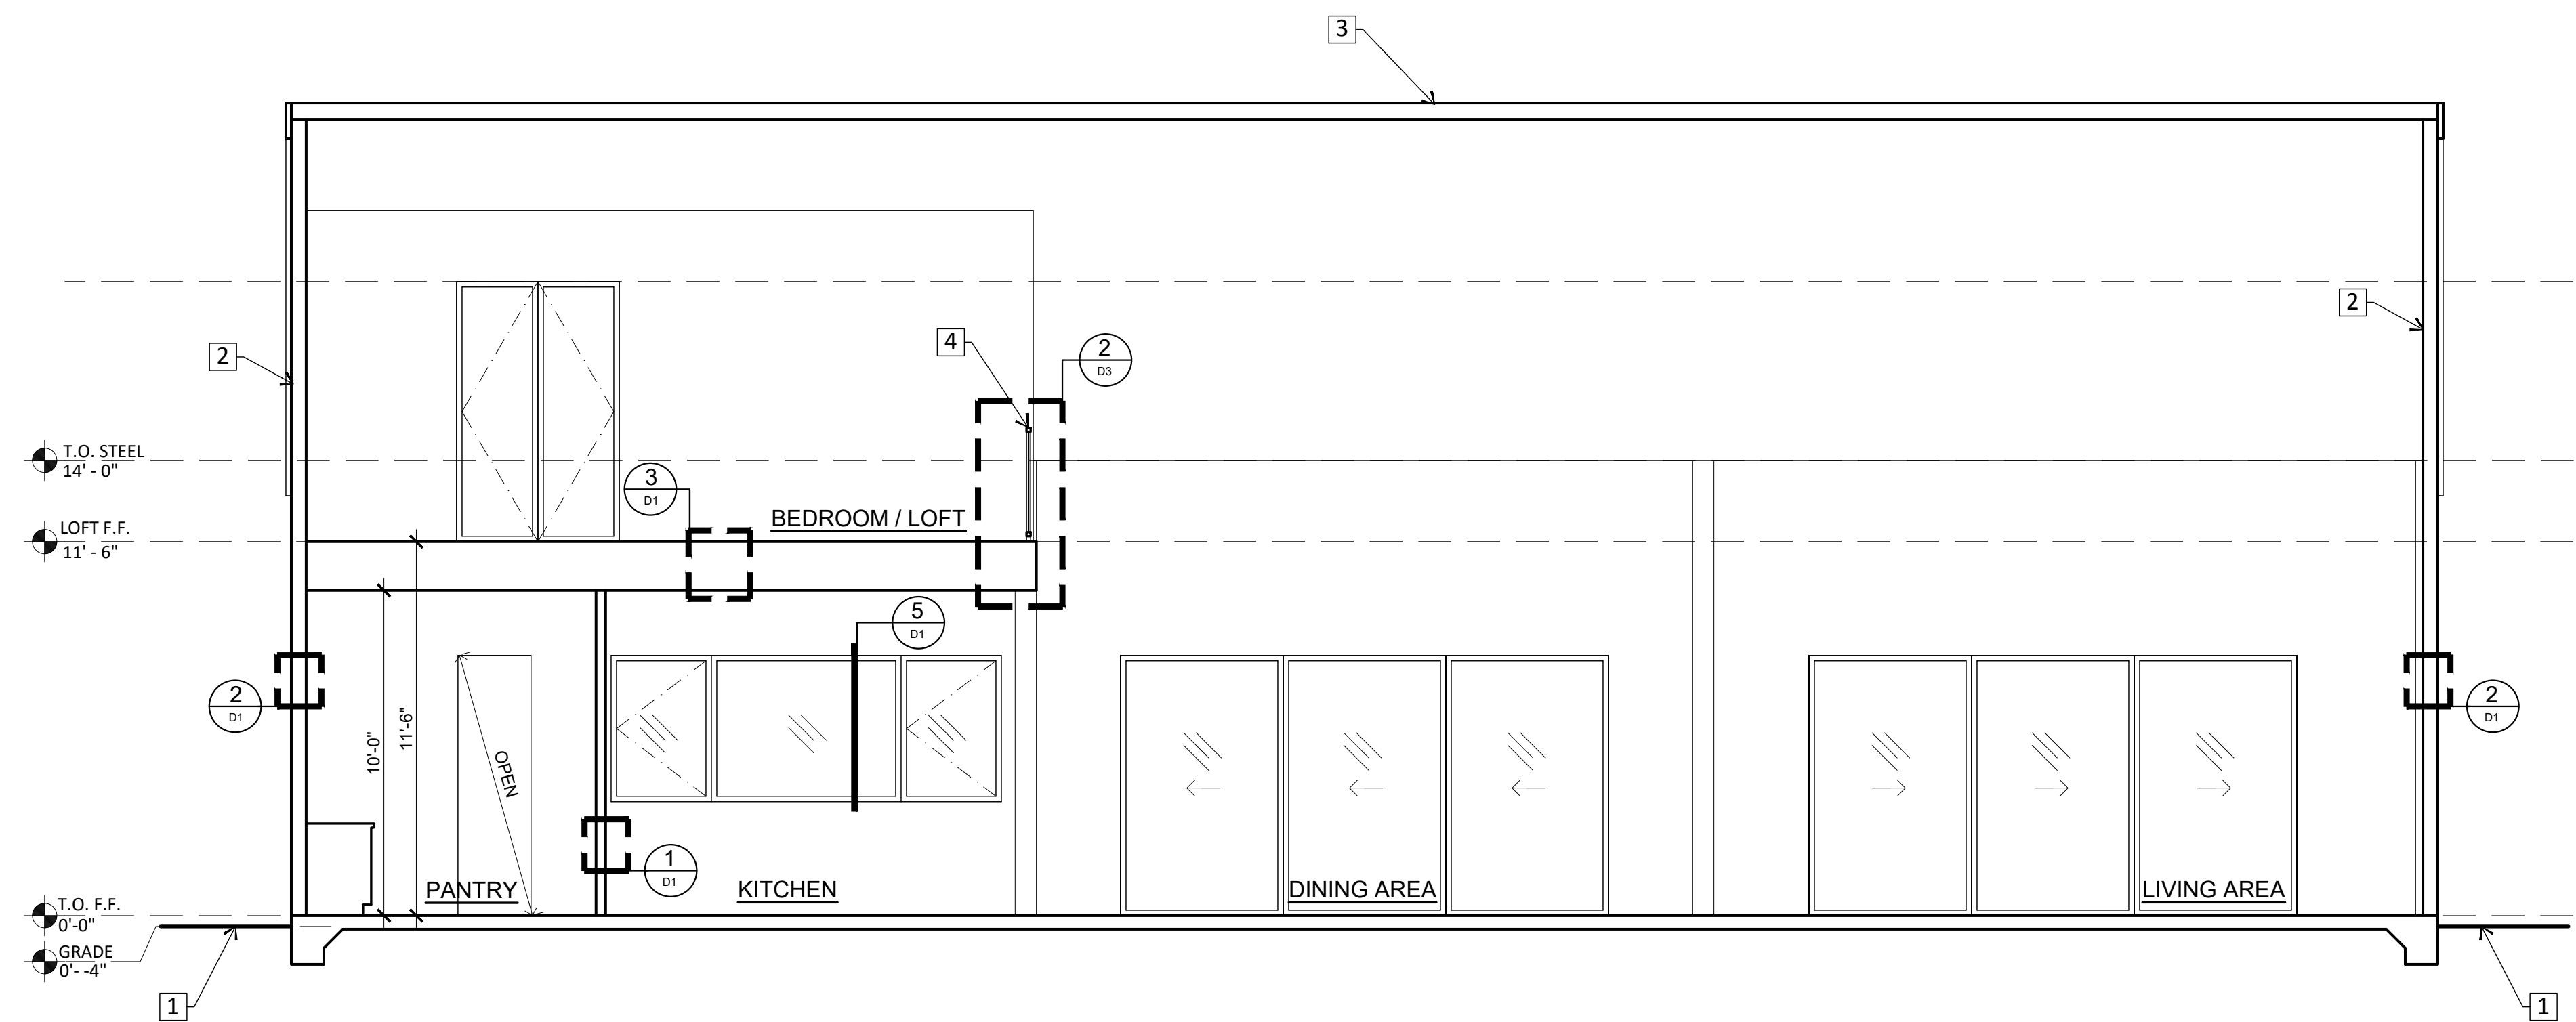 3
2
4
2
D3
2
T.O. STEEL
14' - 0"
3
D1
BEDROOM / LOFT
LOFT F.F.
11' - 6"
5
D1
2
D1
10'-0"
11'-6"
OPEN
2
D1
1
D1
PANTRY
KITCHEN
DINING AREA
LIVING AREA
T.O. F.F.
0'-0"
GRADE
0'- -4"
1
1